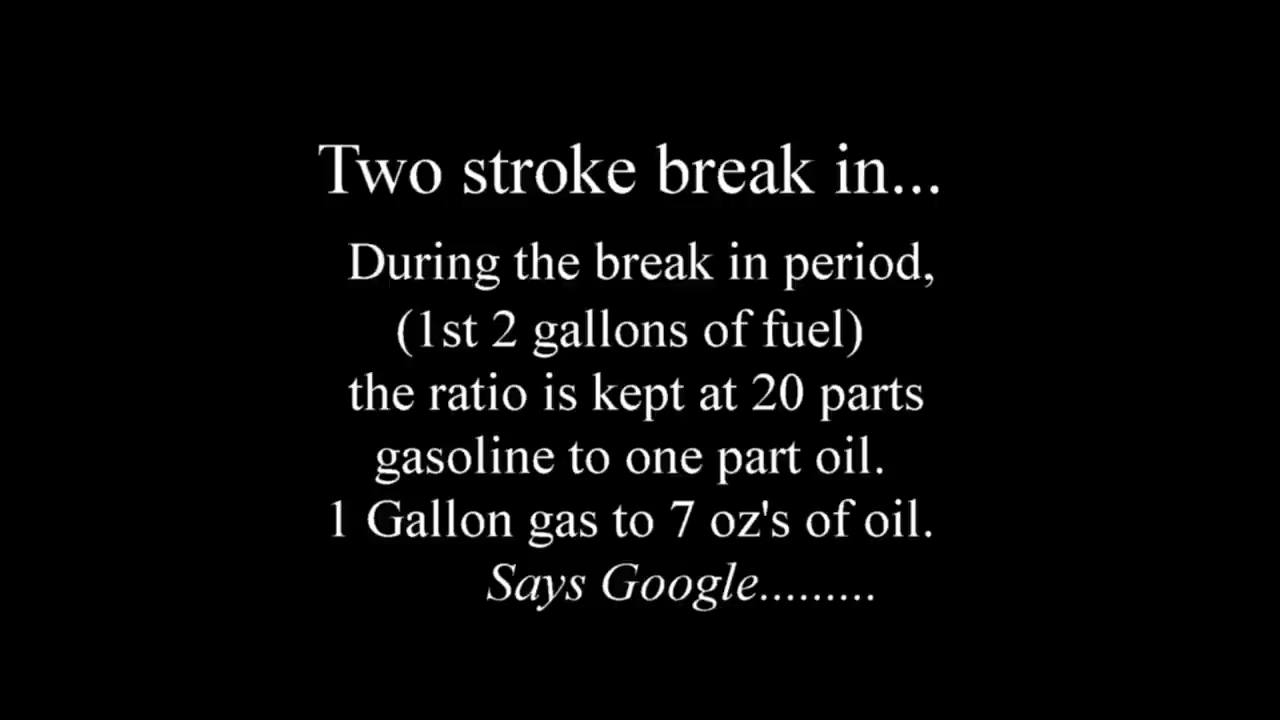 Two stroke break in...
During the break in period,
(1st 2 gallons of fuel)
the ratio is kept at 20 parts
gasoline to one part oil.
1 Gallon gas to 7 oz's of oil.
Says Google.........